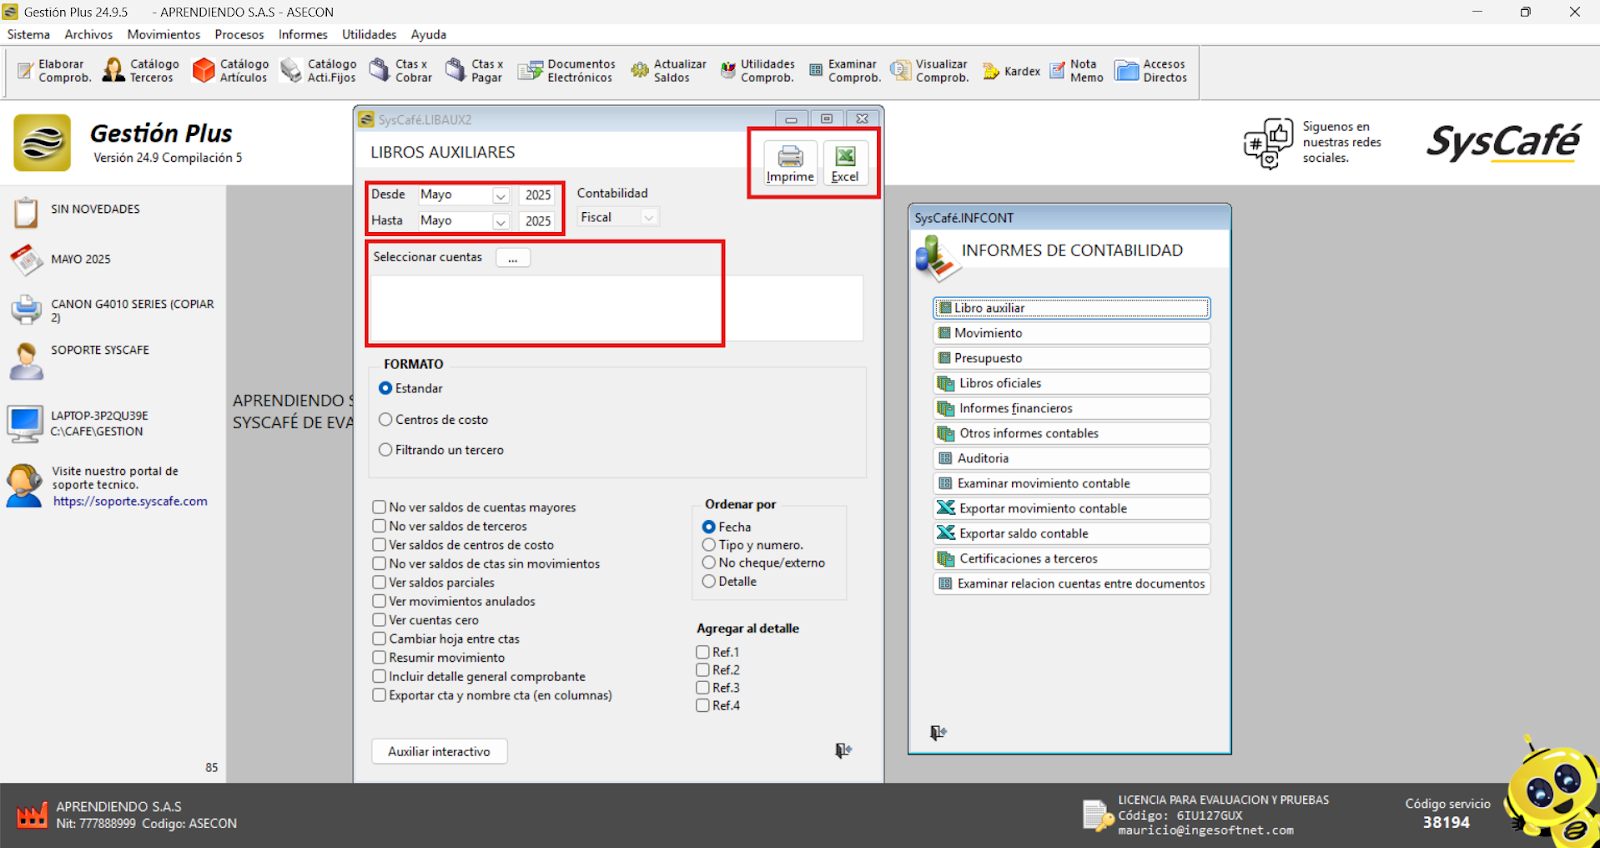 Gestión Plus 24.9.5 - APRENDIENDO S.A.S - ASECON
Sistema Archivos Movimientos Procesos Informes Utilidades Ayuda
Elaborar Comprob.
Catálogo Terceros
Catálogo Artículos
Catálogo Acti.Fijos
Ctas x Cobrar
Ctas x Pagar
Documentos Electrónicos
Actualizar Saldos
Utilidades Comprob.
Examinar Comprob.
Visualizar Comprob.
Kardex
Nota Memo
Accesos Directos
Gestión Plus
Versión 24.9 Compilación 5
Siguenos en
nuestras redes
sociales.
SysCafé
SIN NOVEDADES
MAYO 2025
CANON G4010 SERIES (COPIAR
2)
SOPORTE SYSCAFE
LAPTOP-3P2QU39E
C:\CAFE\GESTION
Visite nuestro portal de
soporte tecnico.
https://soporte.syscafe.com
85
APRENDIENDO S
SYSCAFÉ DE EVA
SysCafé.LIBAUX2
LIBROS AUXILIARES
Imprime
Excel
Desde Mayo 2025
Hasta Mayo 2025
Contabilidad
Fiscal
Seleccionar cuentas ...
FORMATO
Estandar
Centros de costo
Filtrando un tercero
No ver saldos de cuentas mayores
No ver saldos de terceros
Ver saldos de centros de costo
No ver saldos de ctas sin movimientos
Ver saldos parciales
Ver movimientos anulados
Ver cuentas cero
Cambiar hoja entre ctas
Resumir movimiento
Incluir detalle general comprobante
Exportar cta y nombre cta (en columnas)
Ordenar por
Fecha
Tipo y numero.
No cheque/externo
Detalle
Agregar al detalle
Ref.1
Ref.2
Ref.3
Ref.4
Auxiliar interactivo
SysCafé.INFCONT
INFORMES DE CONTABILIDAD
Libro auxiliar
Movimiento
Presupuesto
Libros oficiales
Informes financieros
Otros informes contables
Auditoria
Examinar movimiento contable
Exportar movimiento contable
Exportar saldo contable
Certificaciones a terceros
Examinar relacion cuentas entre documentos
APRENDIENDO S.A.S
Nit: 777888999 Codigo: ASECON
LICENCIA PARA EVALUACION Y PRUEBAS
Código: 6IU127GUX
mauricio@ingesoftnet.com
Código servicio
38194